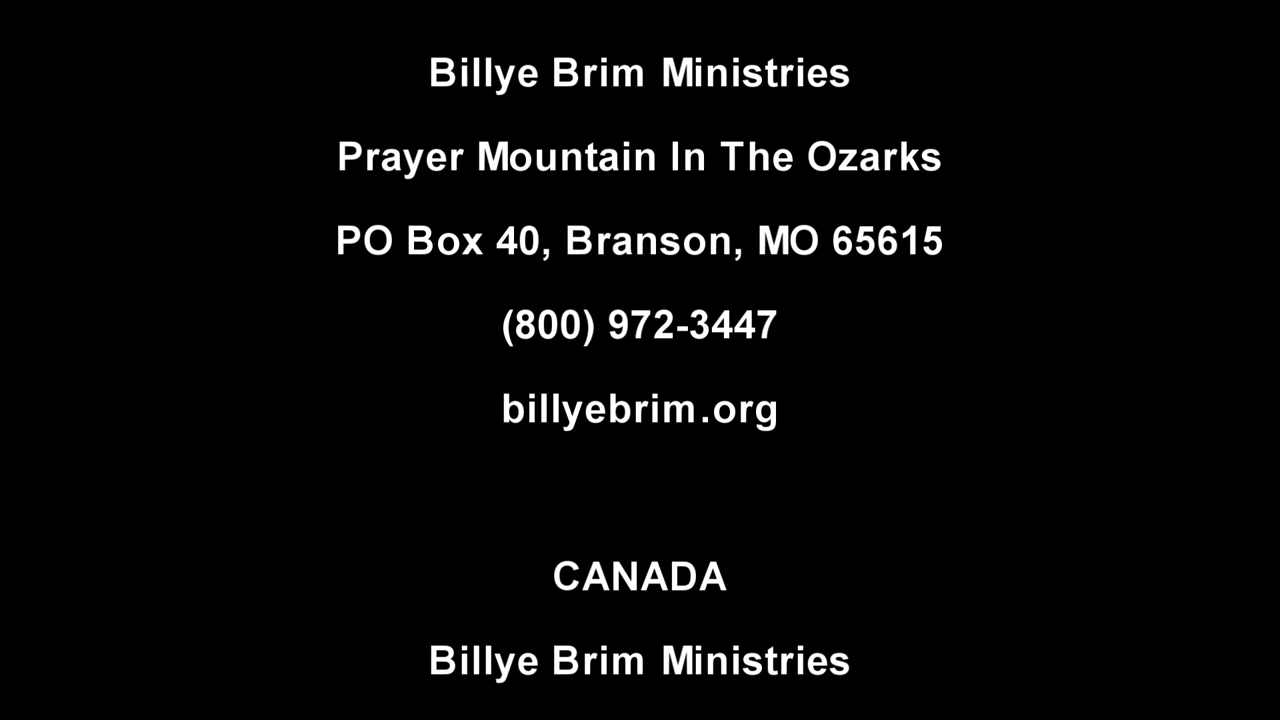 Billye Brim Ministries
Prayer Mountain In The Ozarks
PO Box 40, Branson, MO 65615
(800) 972-3447
billyebrim.org
CANADA
Billye Brim Ministries